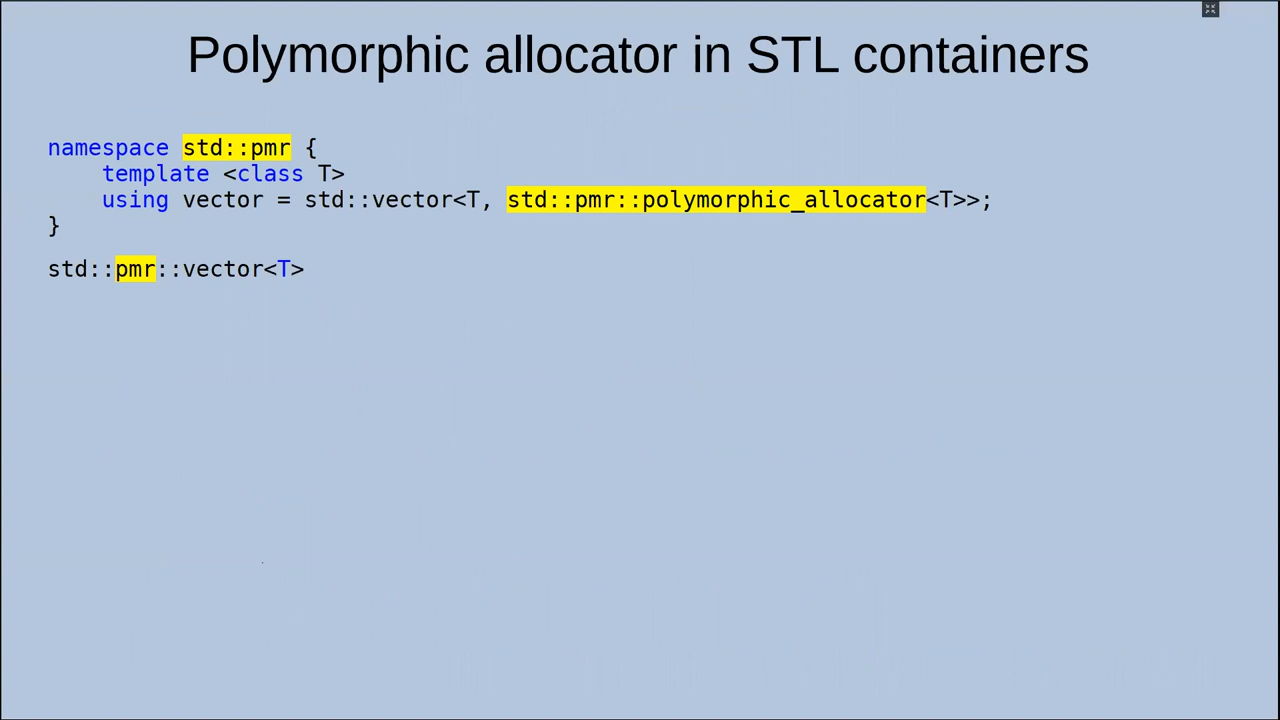 Polymorphic allocator in STL containers
namespace std::pmr {
    template <class T>
    using vector = std::vector<T, std::pmr::polymorphic_allocator<T>>;
}
std::pmr::vector<T>